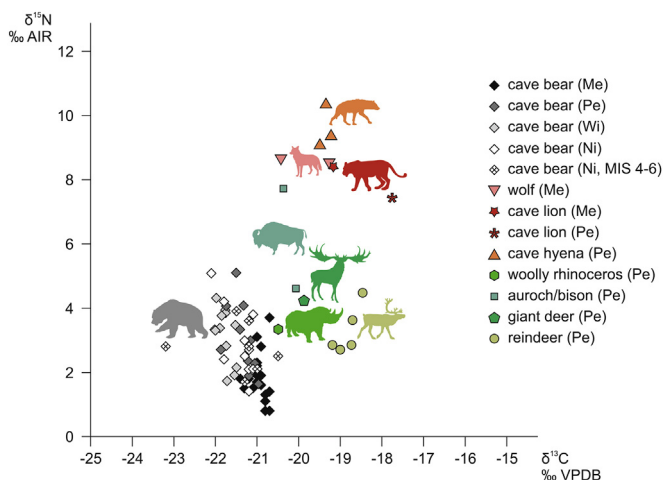 δ¹⁵N
‰ AIR
12
10
8
6
4
2
0
-25 -24 -23 -22 -21 -20 -19 -18 -17 -16 -15
δ¹³C
‰ VPDB
cave bear (Me)
cave bear (Pe)
cave bear (Wi)
cave bear (Ni)
cave bear (Ni, MIS 4-6)
wolf (Me)
cave lion (Me)
cave lion (Pe)
cave hyena (Pe)
woolly rhinoceros (Pe)
auroch/bison (Pe)
giant deer (Pe)
reindeer (Pe)